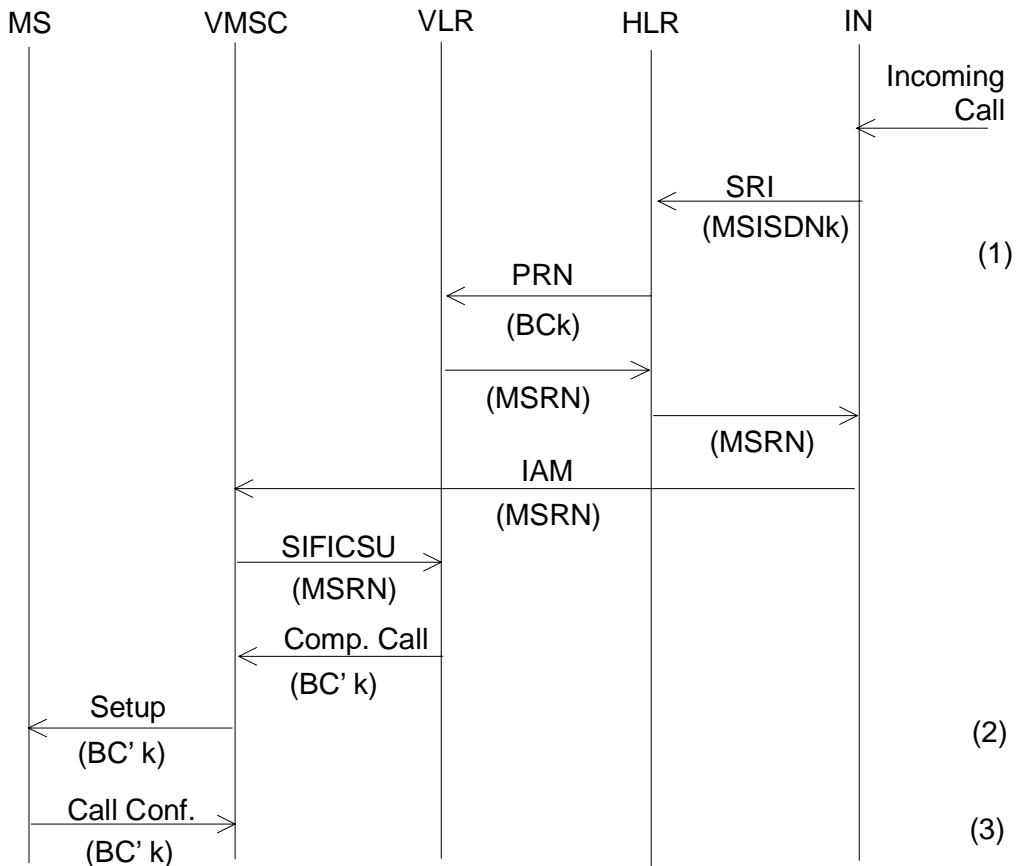 MS VMSC VLR HLR IN
Incoming
Call
SRI
(MSISDNk)
(1)
PRN
(BCk)
(MSRN)
(MSRN)
IAM
(MSRN)
SIFICSU
(MSRN)
Comp. Call
(BC' k)
Setup
(BC' k)
(2)
Call Conf.
(BC' k)
(3)